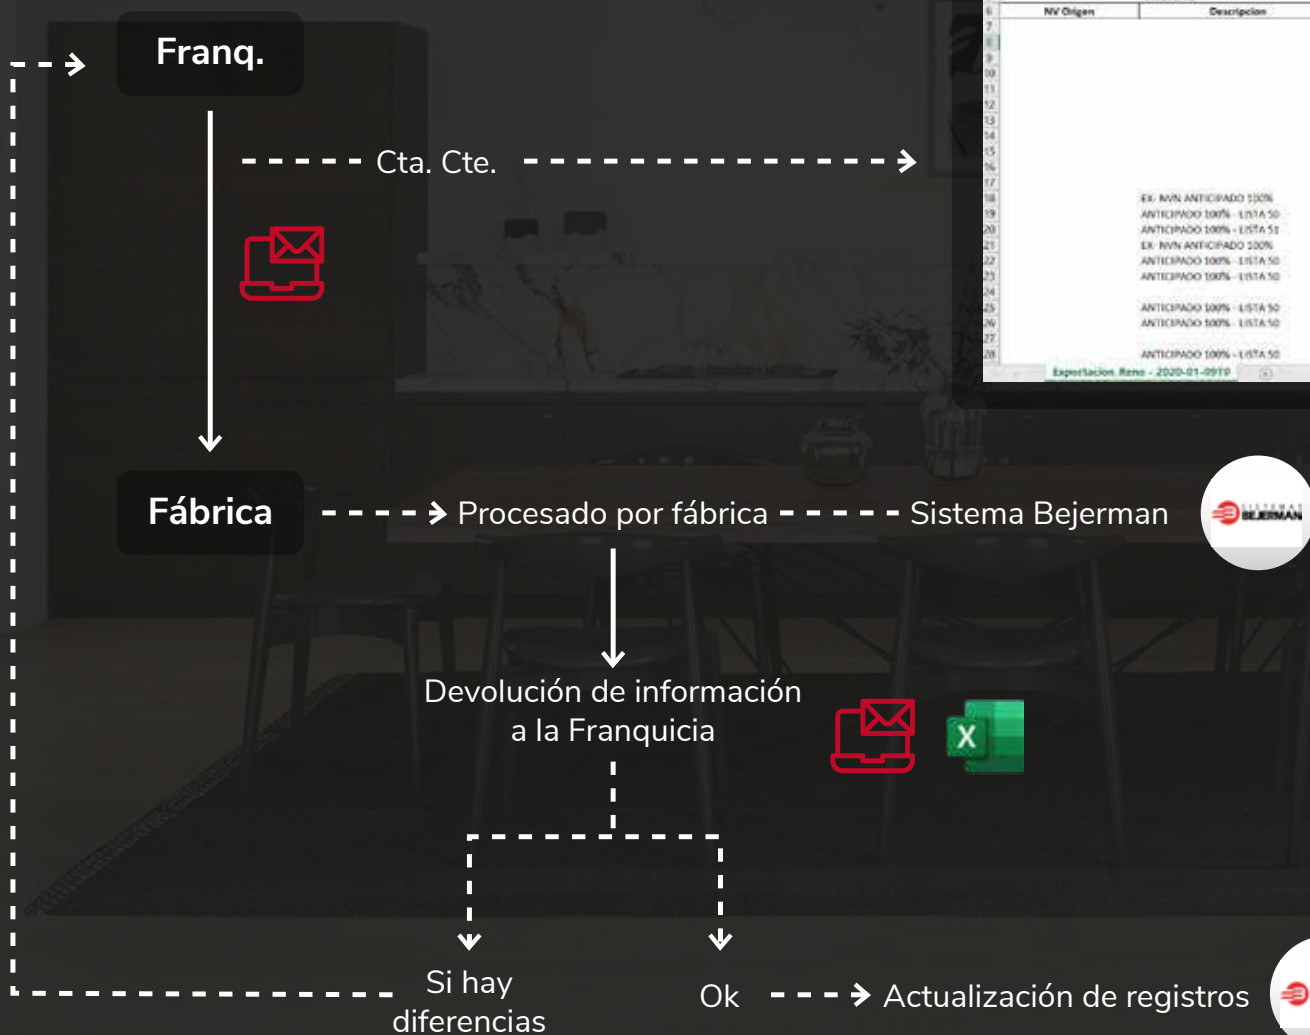 NV Origen
Descripcion
Franq.
Cta. Cte.
EX- NVN ANTICIPADO 100%
ANTICIPADO 100% - LISTA 50
ANTICIPADO 100% - LISTA 51
EX- NVN ANTICIPADO 100%
ANTICIPADO 100% - LISTA 50
ANTICIPADO 100% - LISTA 50
ANTICIPADO 100% - LISTA 50
ANTICIPADO 100% - LISTA 50
ANTICIPADO 100% - LISTA 50
Fábrica
Procesado por fábrica
Sistema Bejerman
SISTEMAS
BEJERMAN
Devolución de información
a la Franquicia
X
Si hay
diferencias
Ok
Actualización de registros